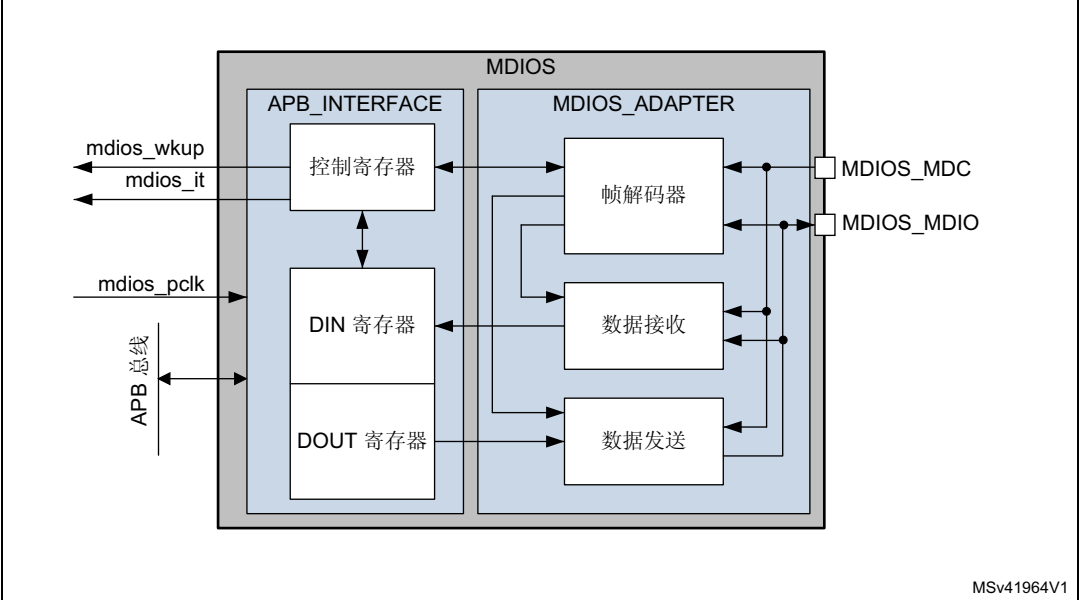 MDIOS
APB_INTERFACE
MDIOS_ADAPTER
mdios_wkup
mdios_it
控制寄存器
帧解码器
MDIOS_MDC
MDIOS_MDIO
mdios_pclk
DIN 寄存器
数据接收
APB 总线
DOUT 寄存器
数据发送
MSv41964V1